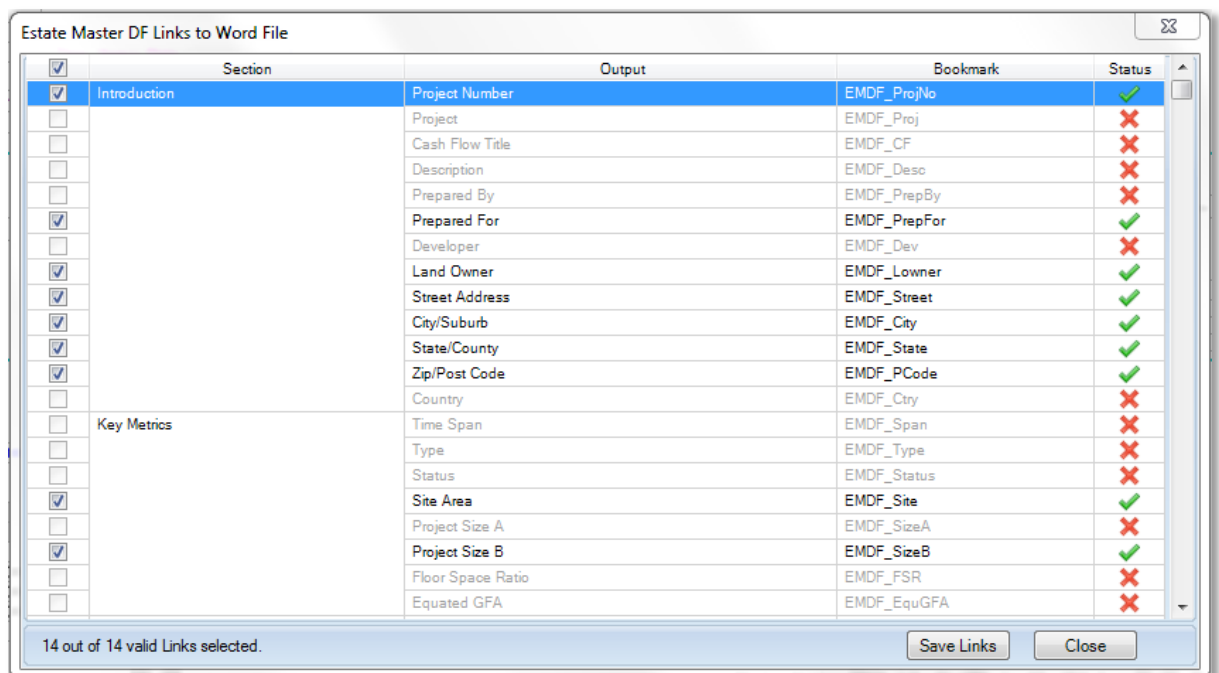 Estate Master DF Links to Word File
Section Output Bookmark Status
Introduction Project Number EMDF_ProjNo
Project EMDF_Proj
Cash Flow Title EMDF_CF
Description EMDF_Desc
Prepared By EMDF_PrepBy
Prepared For EMDF_PrepFor
Developer EMDF_Dev
Land Owner EMDF_Lowner
Street Address EMDF_Street
City/Suburb EMDF_City
State/County EMDF_State
Zip/Post Code EMDF_PCode
Country EMDF_Ctry
Key Metrics Time Span EMDF_Span
Type EMDF_Type
Status EMDF_Status
Site Area EMDF_Site
Project Size A EMDF_SizeA
Project Size B EMDF_SizeB
Floor Space Ratio EMDF_FSR
Equated GFA EMDF_EquGFA
14 out of 14 valid Links selected. Save Links Close